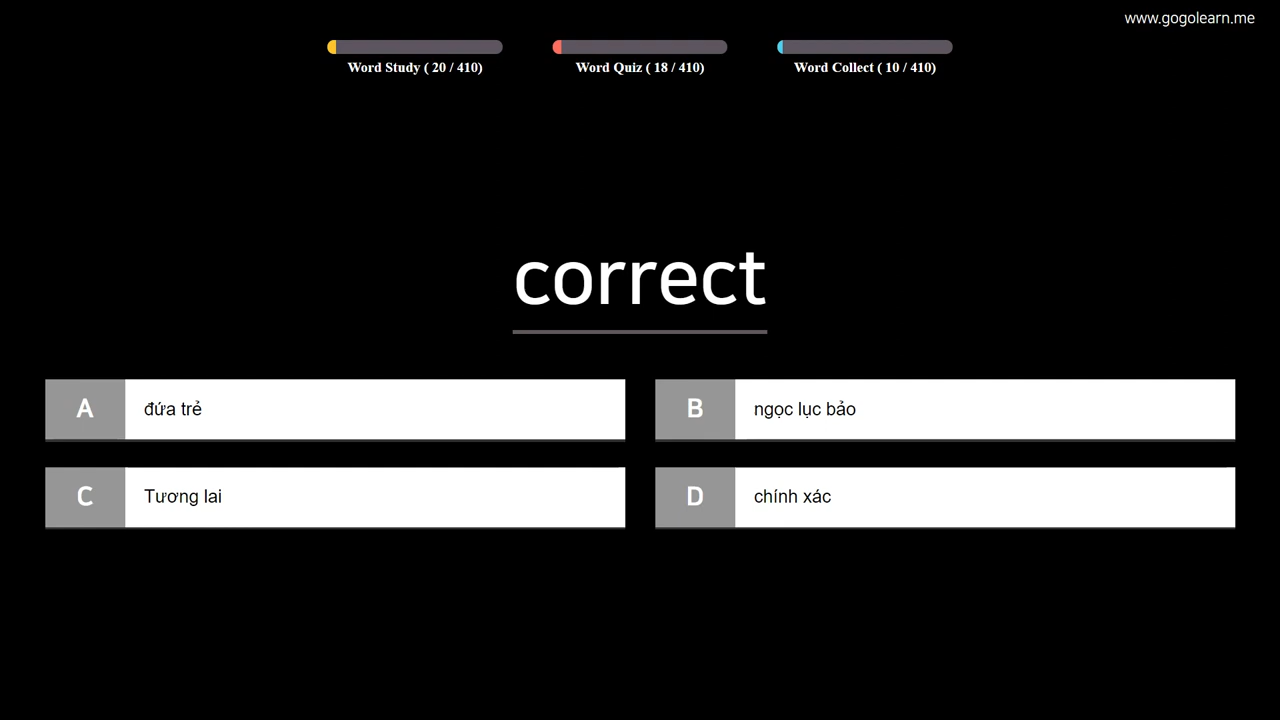 www.gogolearn.me
Word Study ( 20 / 410)
Word Quiz ( 18 / 410)
Word Collect ( 10 / 410)
correct
A đứa trẻ
B ngọc lục bảo
C Tương lai
D chính xác